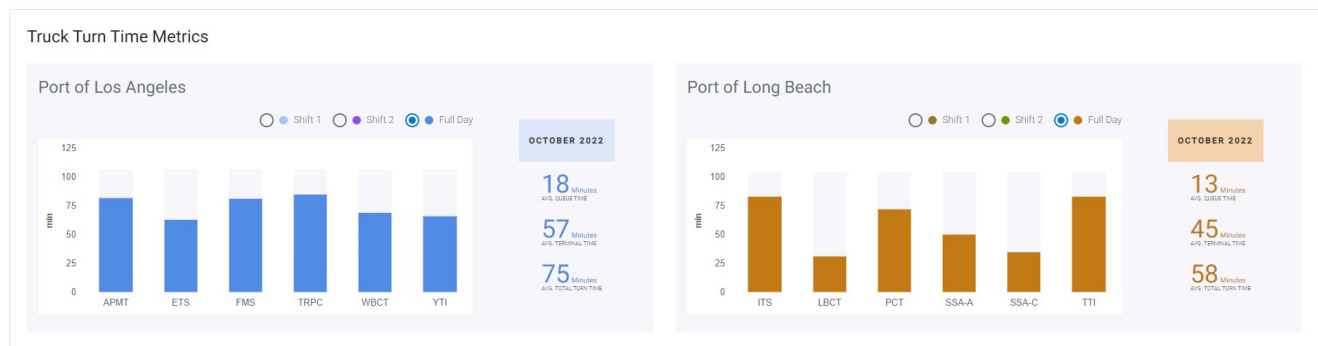 Truck Turn Time Metrics
Port of Los Angeles
Shift 1 Shift 2 Full Day
OCTOBER 2022
125
100
75
50
25
0
min
APMT ETS FMS TRPC WBCT YTI
18 Minutes
AVG. QUEUE TIME
57 Minutes
AVG. TERMINAL TIME
75 Minutes
AVG. TOTAL TURN TIME
Port of Long Beach
Shift 1 Shift 2 Full Day
OCTOBER 2022
125
100
75
50
25
0
min
ITS LBCT PCT SSA-A SSA-C TTI
13 Minutes
AVG. QUEUE TIME
45 Minutes
AVG. TERMINAL TIME
58 Minutes
AVG. TOTAL TURN TIME